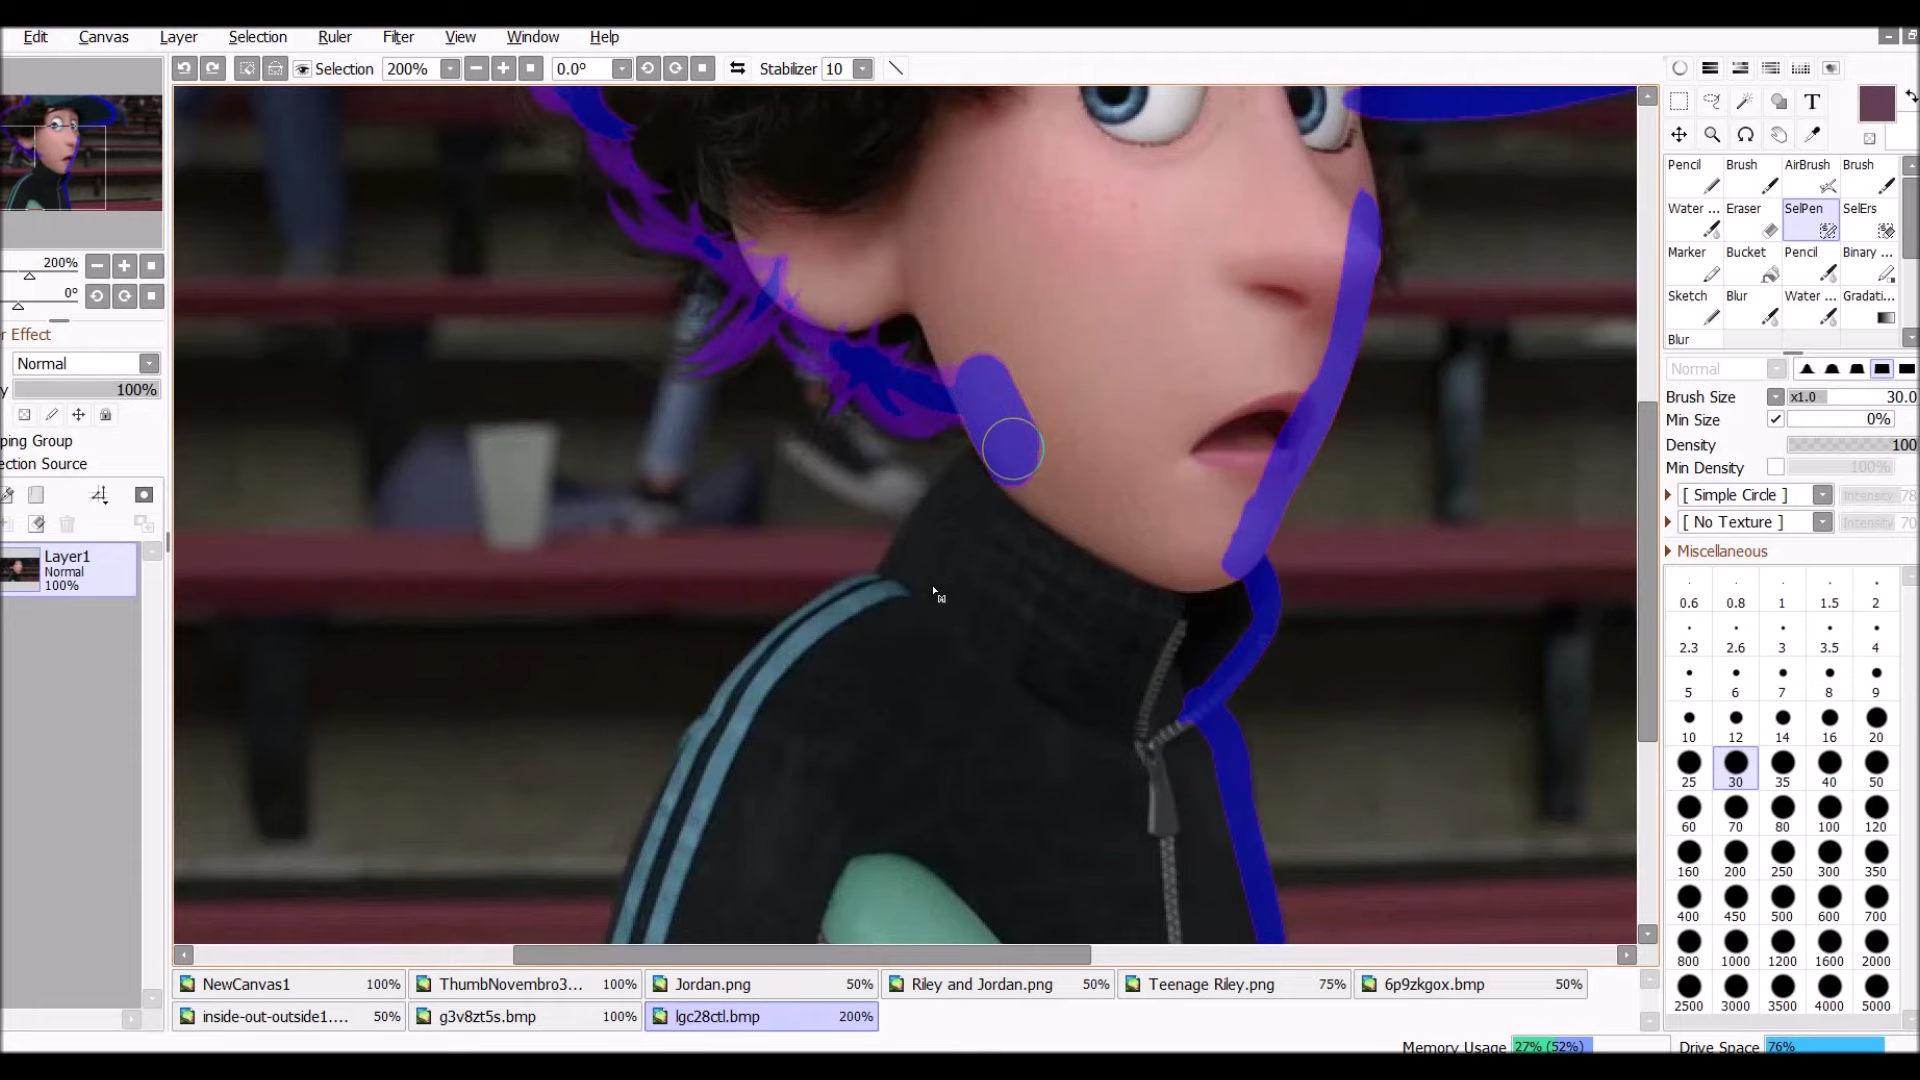 Edit Canvas Layer Selection Ruler Filter View Window Help
Selection 200% 0.0° Stabilizer 10
T
Pencil Brush AirBrush Brush
Water ... Eraser SelPen SelErs
Marker Bucket Pencil Binary ...
Sketch Blur Water ... Gradati...
Blur
200%
0°
r Effect
Normal
y 100%
ping Group
ection Source
Layer1
Normal
100%
Normal
Brush Size x1.0 30.0
Min Size 0%
Density 100
Min Density 100%
[ Simple Circle ] Intensity 78
[ No Texture ] Intensity 70
Miscellaneous
0.6 0.8 1 1.5 2
2.3 2.6 3 3.5 4
5 6 7 8 9
10 12 14 16 20
25 30 35 40 50
60 70 80 100 120
160 200 250 300 350
400 450 500 600 700
800 1000 1200 1600 2000
2500 3000 3500 4000 5000
NewCanvas1 100% ThumbNovembro3... 100% Jordan.png 50% Riley and Jordan.png 50% Teenage Riley.png 75% 6p9zkgox.bmp 50%
inside-out-outside1.... 50% g3v8zt5s.bmp 100% lgc28ctl.bmp 200%
Memory Usage 27% (52%) Drive Space 76%